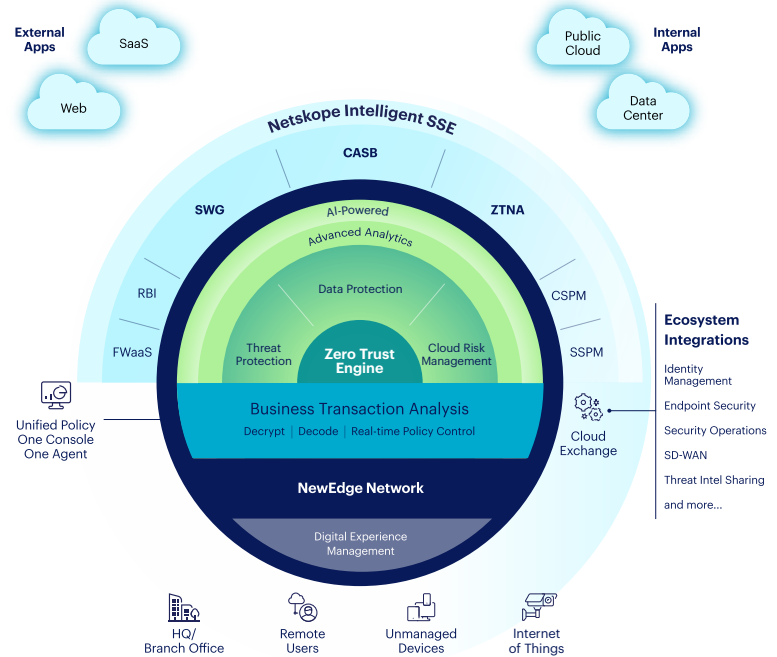 External
Apps
SaaS
Web
Public
Cloud
Internal
Apps
Data
Center
Netskope Intelligent SSE
CASB
SWG
ZTNA
RBI
CSPM
FWaaS
SSPM
AI-Powered
Advanced Analytics
Data Protection
Threat
Protection
Cloud Risk
Management
Zero Trust
Engine
Business Transaction Analysis
Decrypt | Decode | Real-time Policy Control
NewEdge Network
Digital Experience
Management
Unified Policy
One Console
One Agent
Cloud
Exchange
Ecosystem
Integrations
Identity
Management
Endpoint Security
Security Operations
SD-WAN
Threat Intel Sharing
and more...
HQ/
Branch Office
Remote
Users
Unmanaged
Devices
Internet
of Things